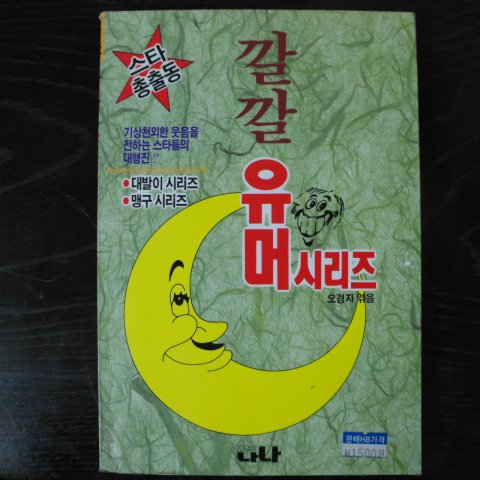 스타
총출동
깔깔
유머 시리즈
기상천외한 웃음을
전하는 스타들의
대행진!!
• 대발이 시리즈
• 맹구 시리즈
오경자 엮음
나나
판매HB가격
₩1500원